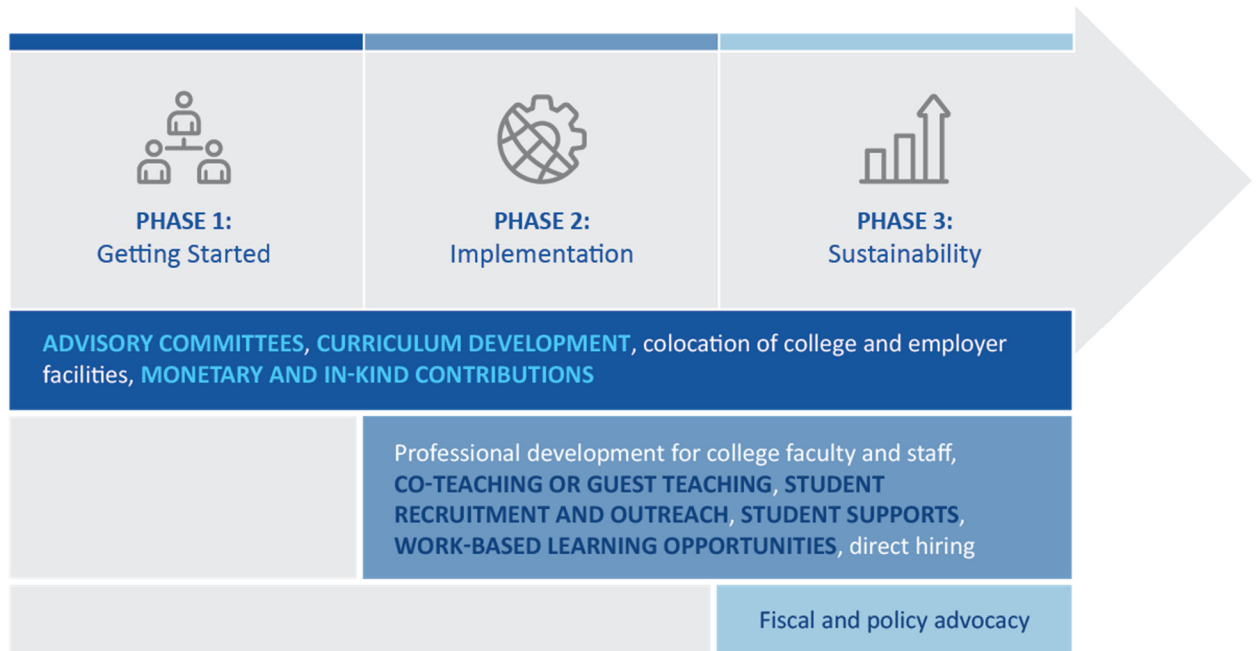 PHASE 1:
Getting Started
PHASE 2:
Implementation
PHASE 3:
Sustainability
ADVISORY COMMITTEES, CURRICULUM DEVELOPMENT, colocation of college and employer
facilities, MONETARY AND IN-KIND CONTRIBUTIONS
Professional development for college faculty and staff,
CO-TEACHING OR GUEST TEACHING, STUDENT
RECRUITMENT AND OUTREACH, STUDENT SUPPORTS,
WORK-BASED LEARNING OPPORTUNITIES, direct hiring
Fiscal and policy advocacy